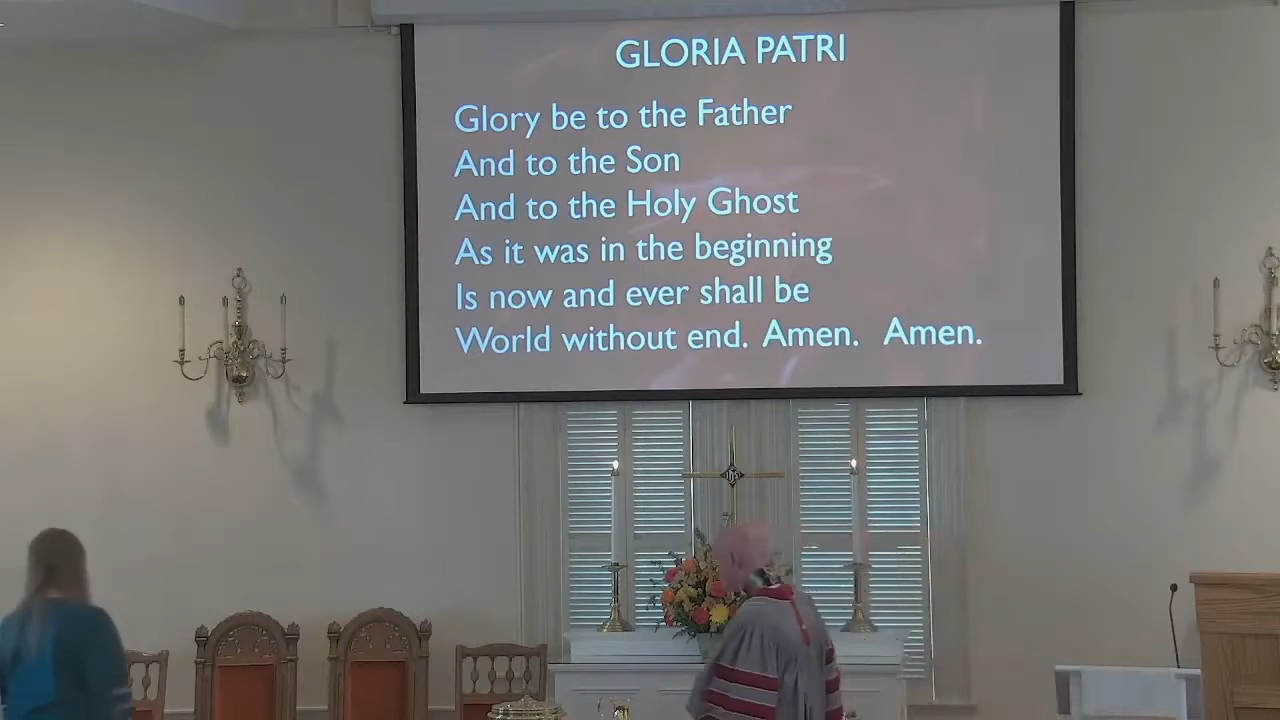 GLORIA PATRI
Glory be to the Father
And to the Son
And to the Holy Ghost
As it was in the beginning
Is now and ever shall be
World without end. Amen. Amen.
IHS